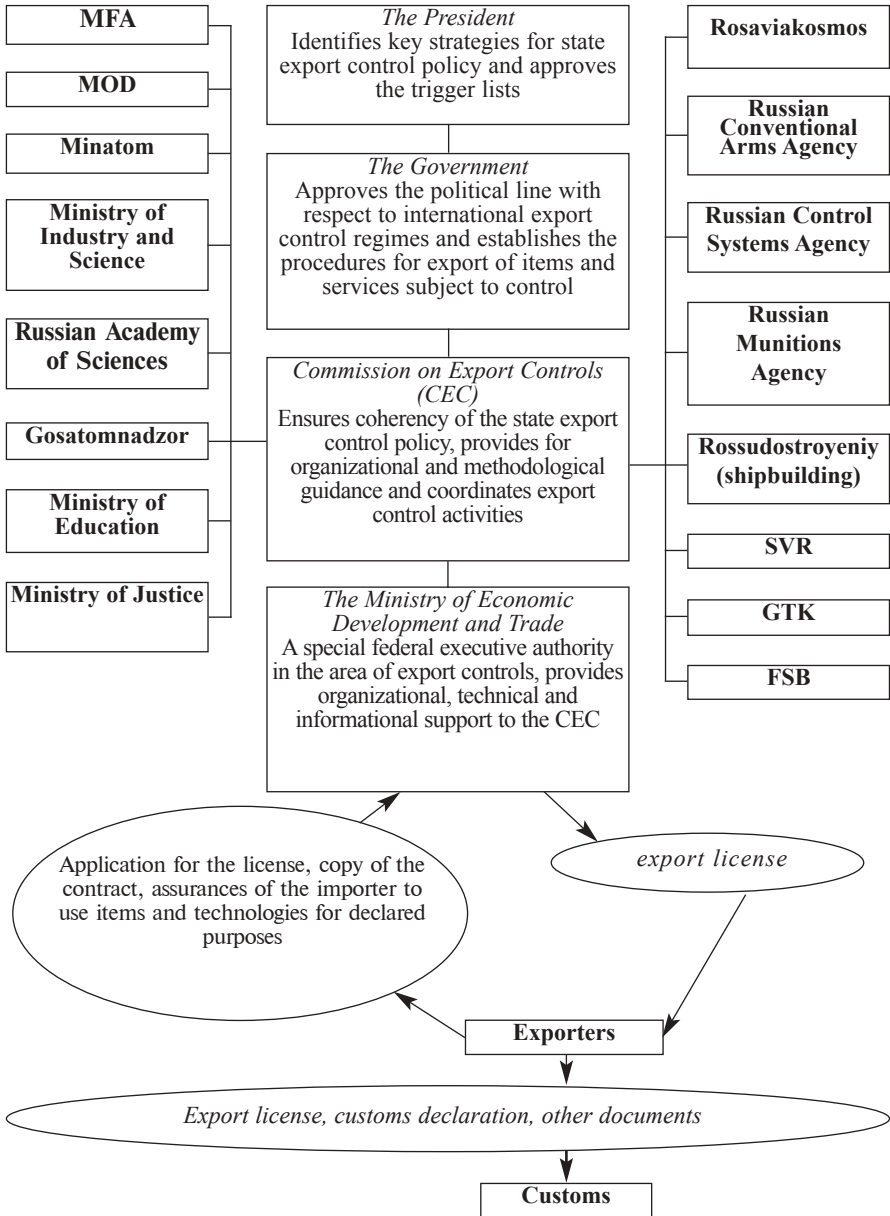 MFA
MOD
Minatom
Ministry of
Industry and
Science
Russian Academy
of Sciences
Gosatomnadzor
Ministry of
Education
Ministry of Justice
The President
Identifies key strategies for state
export control policy and approves
the trigger lists
The Government
Approves the political line with
respect to international export
control regimes and establishes the
procedures for export of items and
services subject to control
Commission on Export Controls
(CEC)
Ensures coherency of the state export
control policy, provides for
organizational and methodological
guidance and coordinates export
control activities
The Ministry of Economic
Development and Trade
A special federal executive authority
in the area of export controls, provides
organizational, technical and
informational support to the CEC
Rosaviakosmos
Russian
Conventional
Arms Agency
Russian Control
Systems Agency
Russian
Munitions
Agency
Rossudostroyeniy
(shipbuilding)
SVR
GTK
FSB
Application for the license, copy of the
contract, assurances of the importer to
use items and technologies for declared
purposes
export license
Exporters
Export license, customs declaration, other documents
Customs